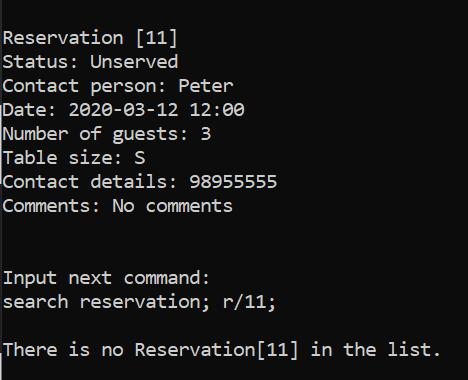 Reservation [11]
Status: Unserved
Contact person: Peter
Date: 2020-03-12 12:00
Number of guests: 3
Table size: S
Contact details: 98955555
Comments: No comments
Input next command:
search reservation; r/11;
There is no Reservation[11] in the list.